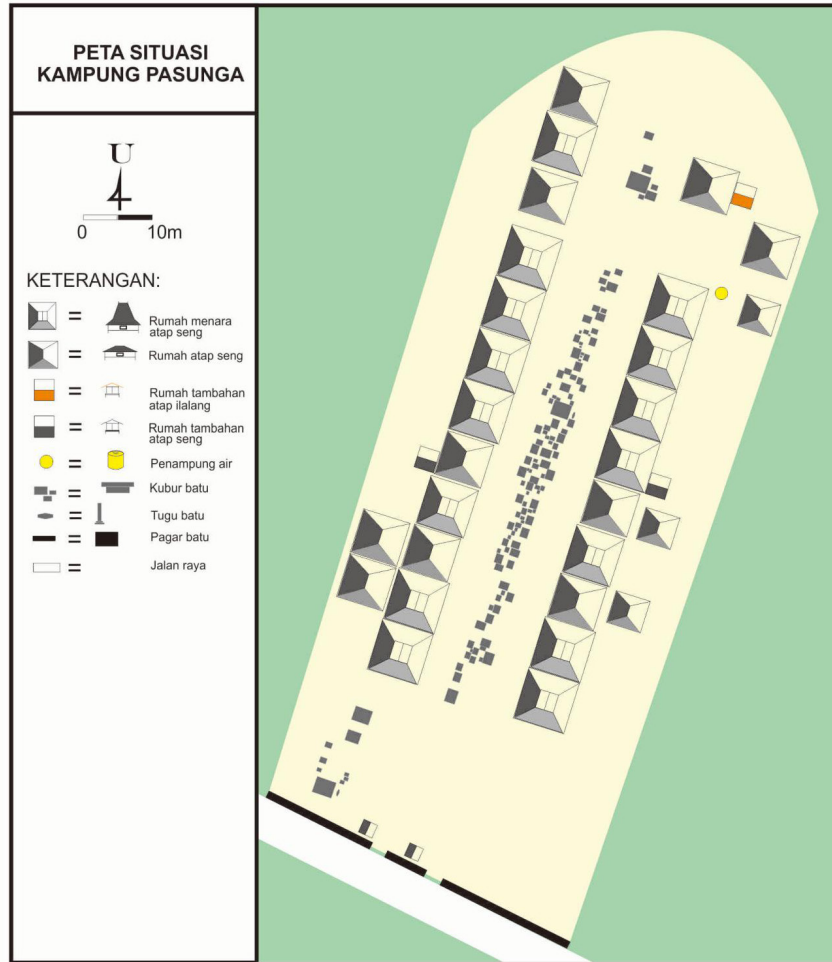 PETA SITUASI
KAMPUNG PASUNGA
U
0 10m
KETERANGAN:
= Rumah menara
atap seng
= Rumah atap seng
= Rumah tambahan
atap ilalang
= Rumah tambahan
atap seng
= Penampung air
= Kubur batu
= Tugu batu
= Pagar batu
= Jalan raya